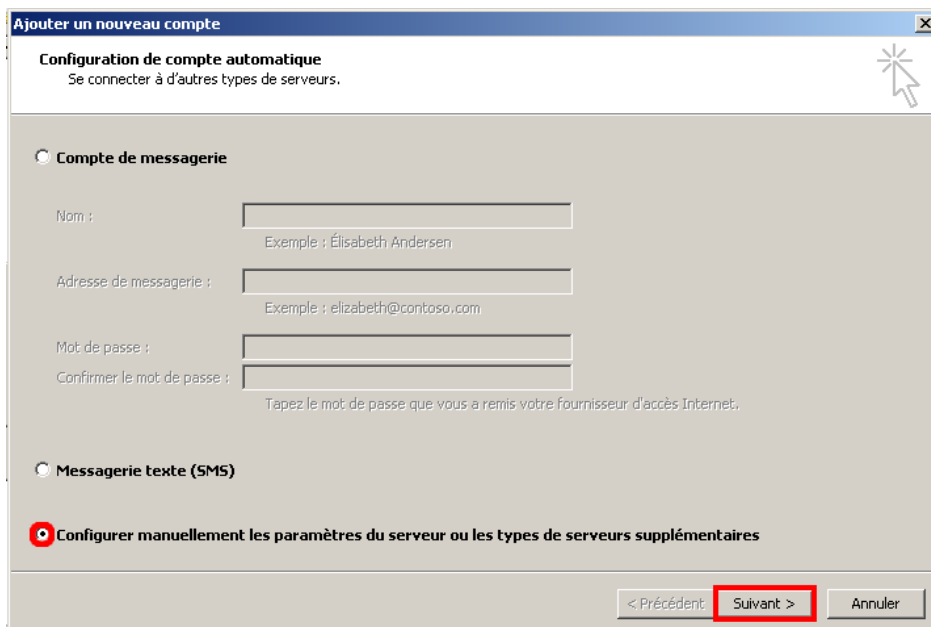 Ajouter un nouveau compte
Configuration de compte automatique
Se connecter à d'autres types de serveurs.
Compte de messagerie
Nom :
Exemple : Élisabeth Andersen
Adresse de messagerie :
Exemple : elizabeth@contoso.com
Mot de passe :
Confirmer le mot de passe :
Tapez le mot de passe que vous a remis votre fournisseur d'accès Internet.
Messagerie texte (SMS)
Configurer manuellement les paramètres du serveur ou les types de serveurs supplémentaires
< Précédent Suivant > Annuler